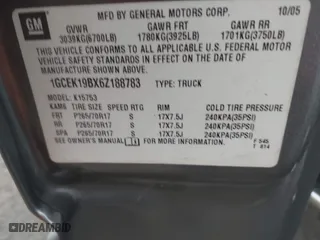 GM
MFD BY GENERAL MOTORS CORP. 10/05
GVWR GAWR FRT GAWR RR
3039KG(6700LB) 1780KG(3925LB) 1701KG(3750LB)
THIS VEHICLE CONFORMS TO ALL APPLICABLE U.S. FEDERAL
MOTOR VEHICLE SAFETY STANDARDS IN EFFECT ON THE DATE
OF MANUFACTURE SHOWN ABOVE.
1GCEK19BX6Z188783 TYPE: TRUCK
MODEL: K15753
TIRE SIZE SPEED RTG RIM COLD TIRE PRESSURE
FRT P265/70R17 S 17X7.5J 240KPA(35PSI)
RR P265/70R17 S 17X7.5J 240KPA(35PSI)
SPA P265/70R17 S 17X7.5J 240KPA(35PSI)
SEE OWNER'S MANUAL FOR MORE INFORMATION.
F 545
T 614
DRIVEDAMAGE